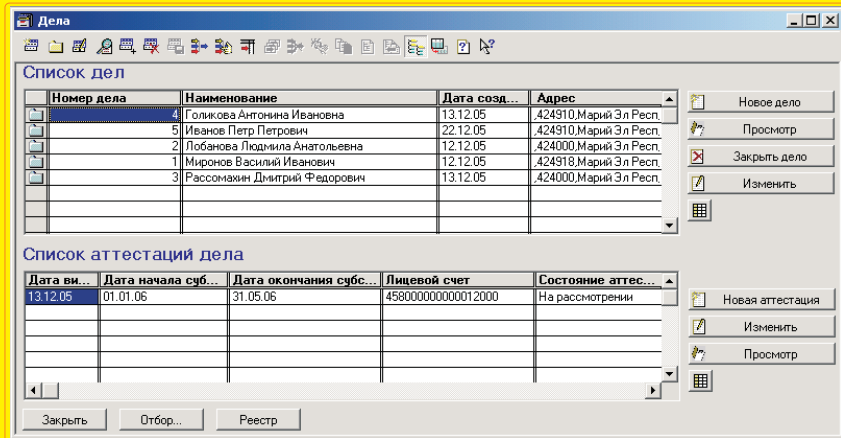 Дела
Список дел
Номер дела Наименование Дата созд... Адрес
4 Голикова Антонина Ивановна 13.12.05 ,424910,Марий Эл Респ,
5 Иванов Петр Петрович 22.12.05 ,424910,Марий Эл Респ,
2 Лобанова Людмила Анатольевна 12.12.05 ,424000,Марий Эл Респ,
1 Миронов Василий Иванович 12.12.05 ,424918,Марий Эл Респ,
3 Рассомахин Дмитрий Федорович 13.12.05 ,424000,Марий Эл Респ,
Новое дело
Просмотр
Закрыть дело
Изменить
Список аттестаций дела
Дата ви... Дата начала суб... Дата окончания субс... Лицевой счет Состояние аттес...
13.12.05 01.01.06 31.05.06 458000000000012000 На рассмотрении
Новая аттестация
Изменить
Просмотр
Закрыть Отбор... Реестр